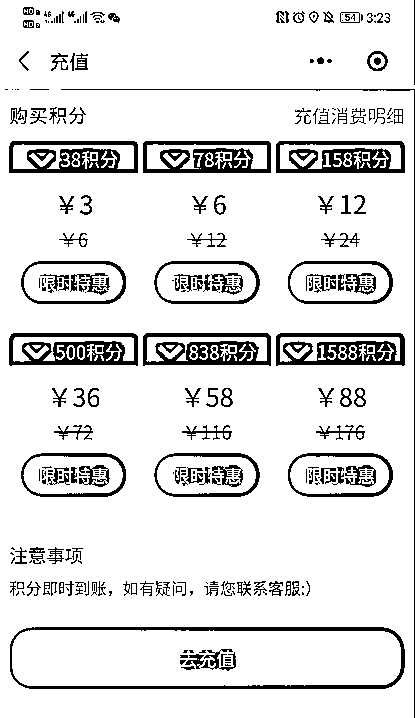 54 3:23
充值
购买积分 充值消费明细
38积分 78积分 158积分
￥3 ￥6 ￥12
￥6 ￥12 ￥24
限时特惠 限时特惠 限时特惠
500积分 838积分 1588积分
￥36 ￥58 ￥88
￥72 ￥116 ￥176
限时特惠 限时特惠 限时特惠
注意事项
积分即时到账，如有疑问，请您联系客服:)
去充值